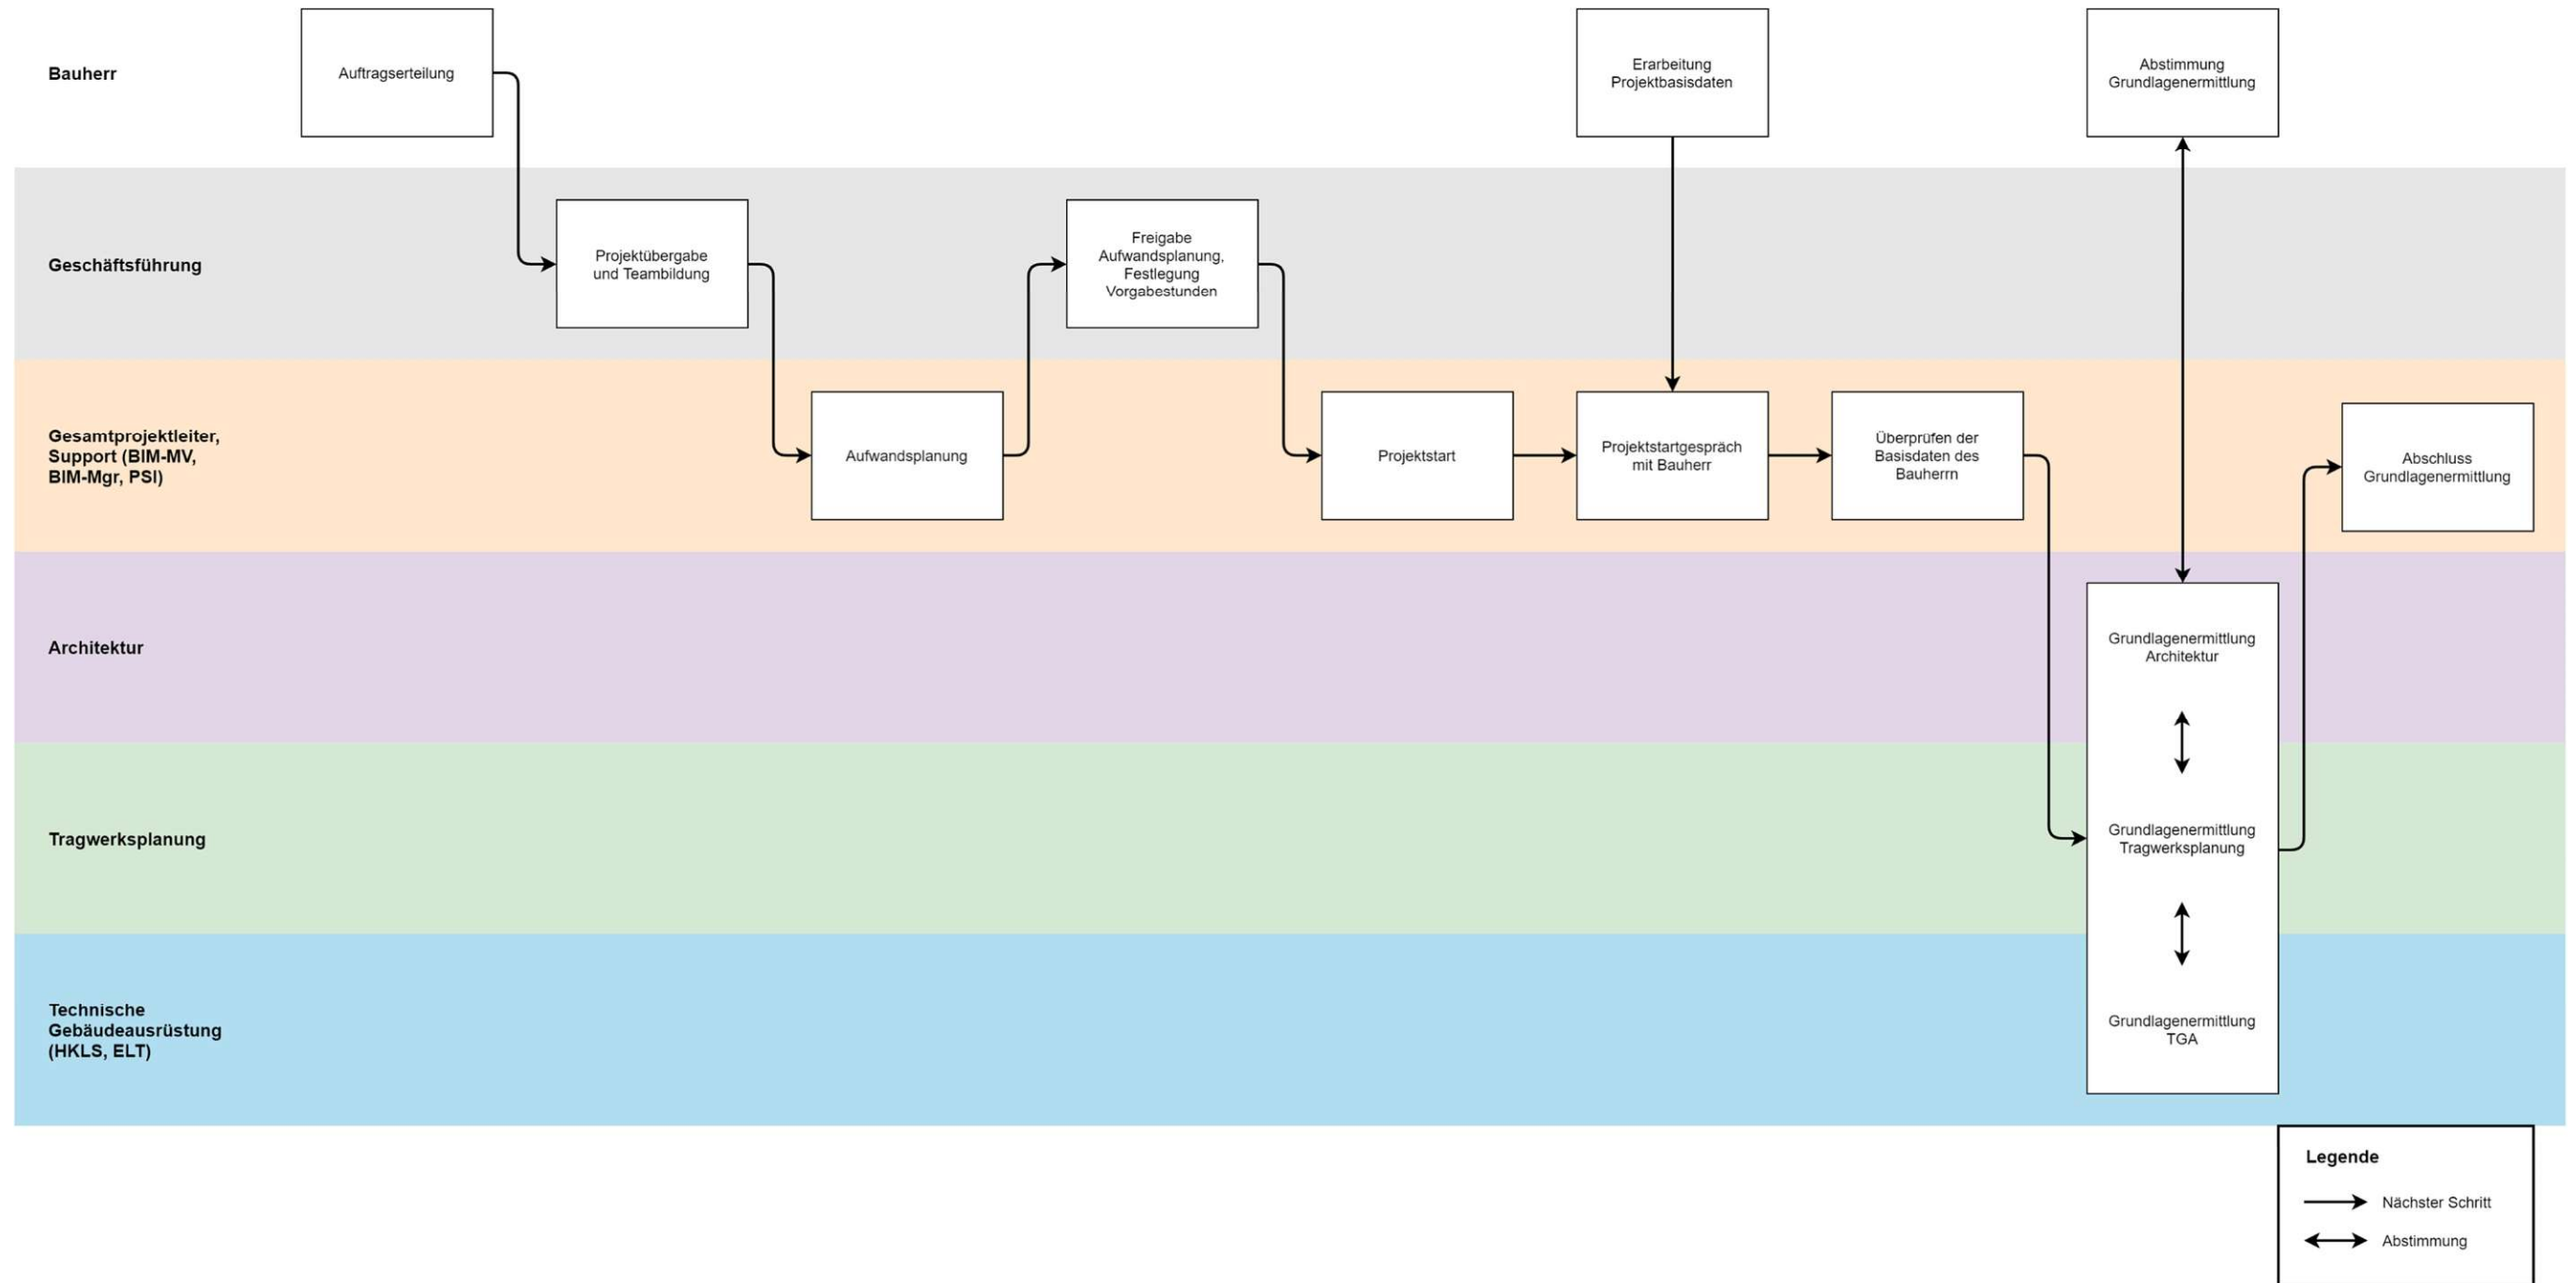 Bauherr
Auftragserteilung
Erarbeitung
Projektbasisdaten
Abstimmung
Grundlagenermittlung
Geschäftsführung
Projektübergabe
und Teambildung
Freigabe
Aufwandsplanung,
Festlegung
Vorgabestunden
Gesamtprojektleiter,
Support (BIM-MV,
BIM-Mgr, PSI)
Aufwandsplanung
Projektstart
Projektstartgespräch
mit Bauherr
Überprüfen der
Basisdaten des
Bauherrn
Abschluss
Grundlagenermittlung
Architektur
Grundlagenermittlung
Architektur
Tragwerksplanung
Grundlagenermittlung
Tragwerksplanung
Technische
Gebäudeausrüstung
(HKLS, ELT)
Grundlagenermittlung
TGA
Legende
Nächster Schritt
Abstimmung